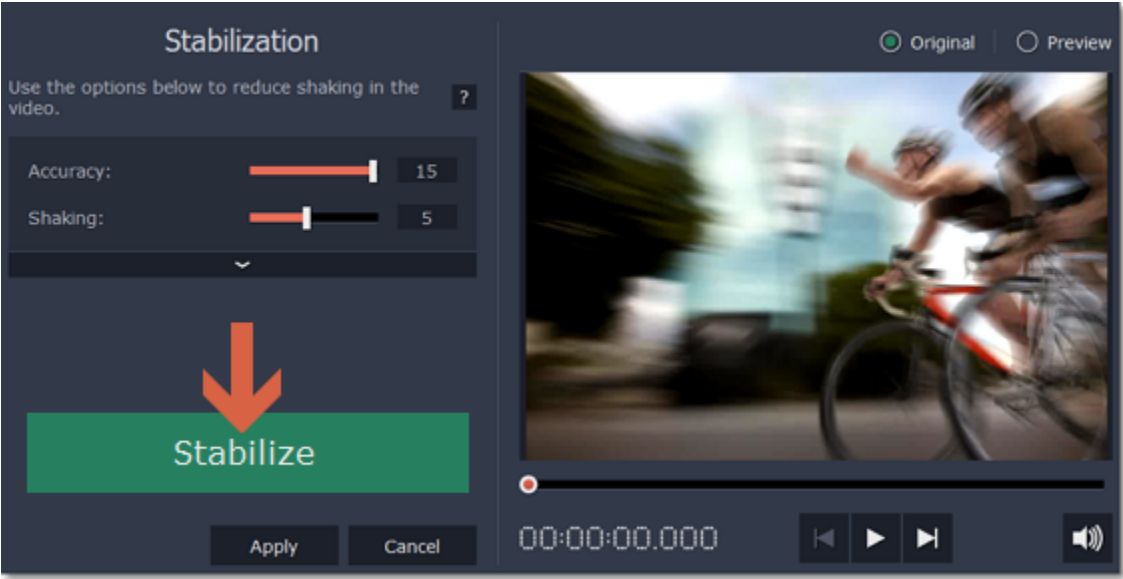 Stabilization
Use the options below to reduce shaking in the
video.
?
Accuracy:
15
Shaking:
5
Stabilize
Apply
Cancel
Original
Preview
00:00:00.000